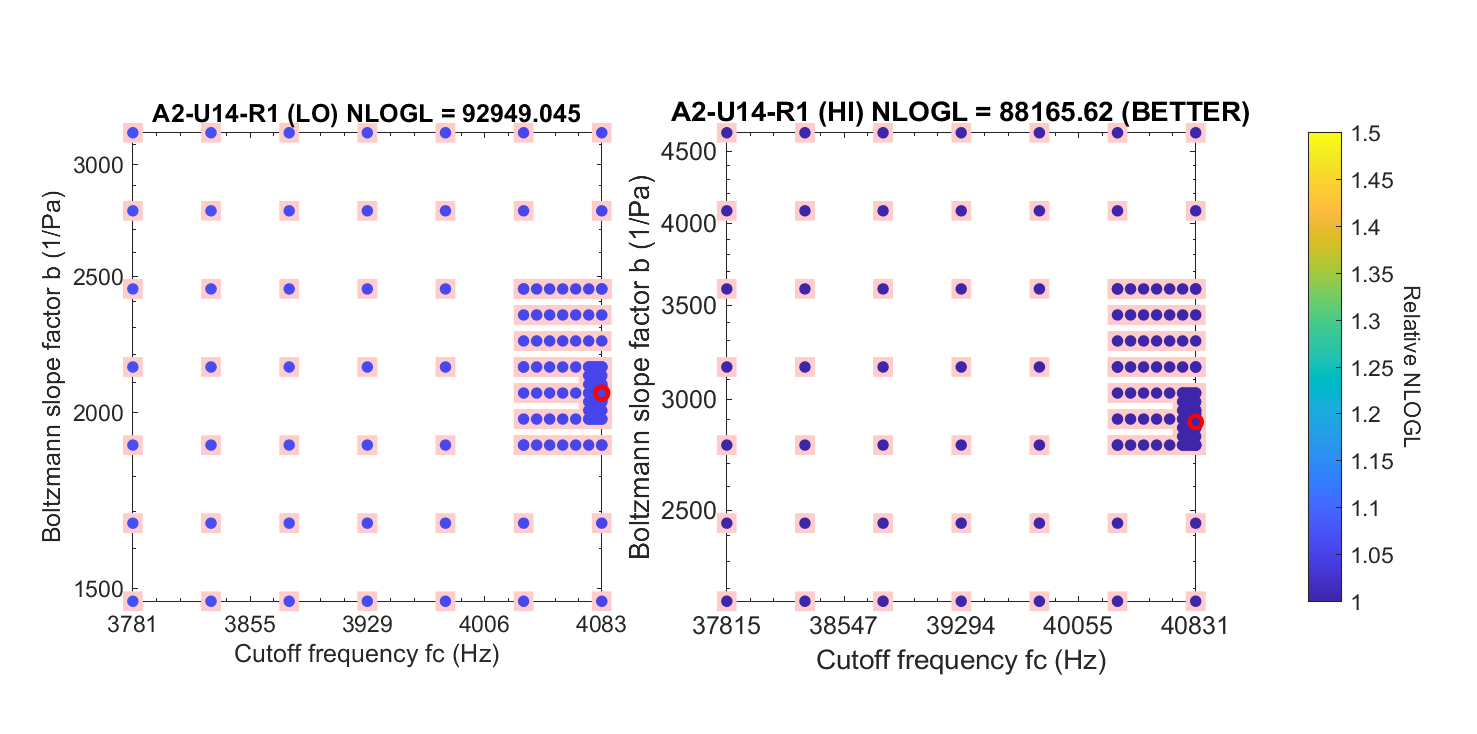 A2-U14-R1 (LO) NLOGL = 92949.045
3000
2500
2000
1500
Boltzmann slope factor b (1/Pa)
3781 3855 3929 4006 4083
Cutoff frequency fc (Hz)
A2-U14-R1 (HI) NLOGL = 88165.62 (BETTER)
4500
4000
3500
3000
2500
Boltzmann slope factor b (1/Pa)
37815 38547 39294 40055 40831
Cutoff frequency fc (Hz)
1.5
1.45
1.4
1.35
1.3
1.25
1.2
1.15
1.1
1.05
1
Relative NLOGL